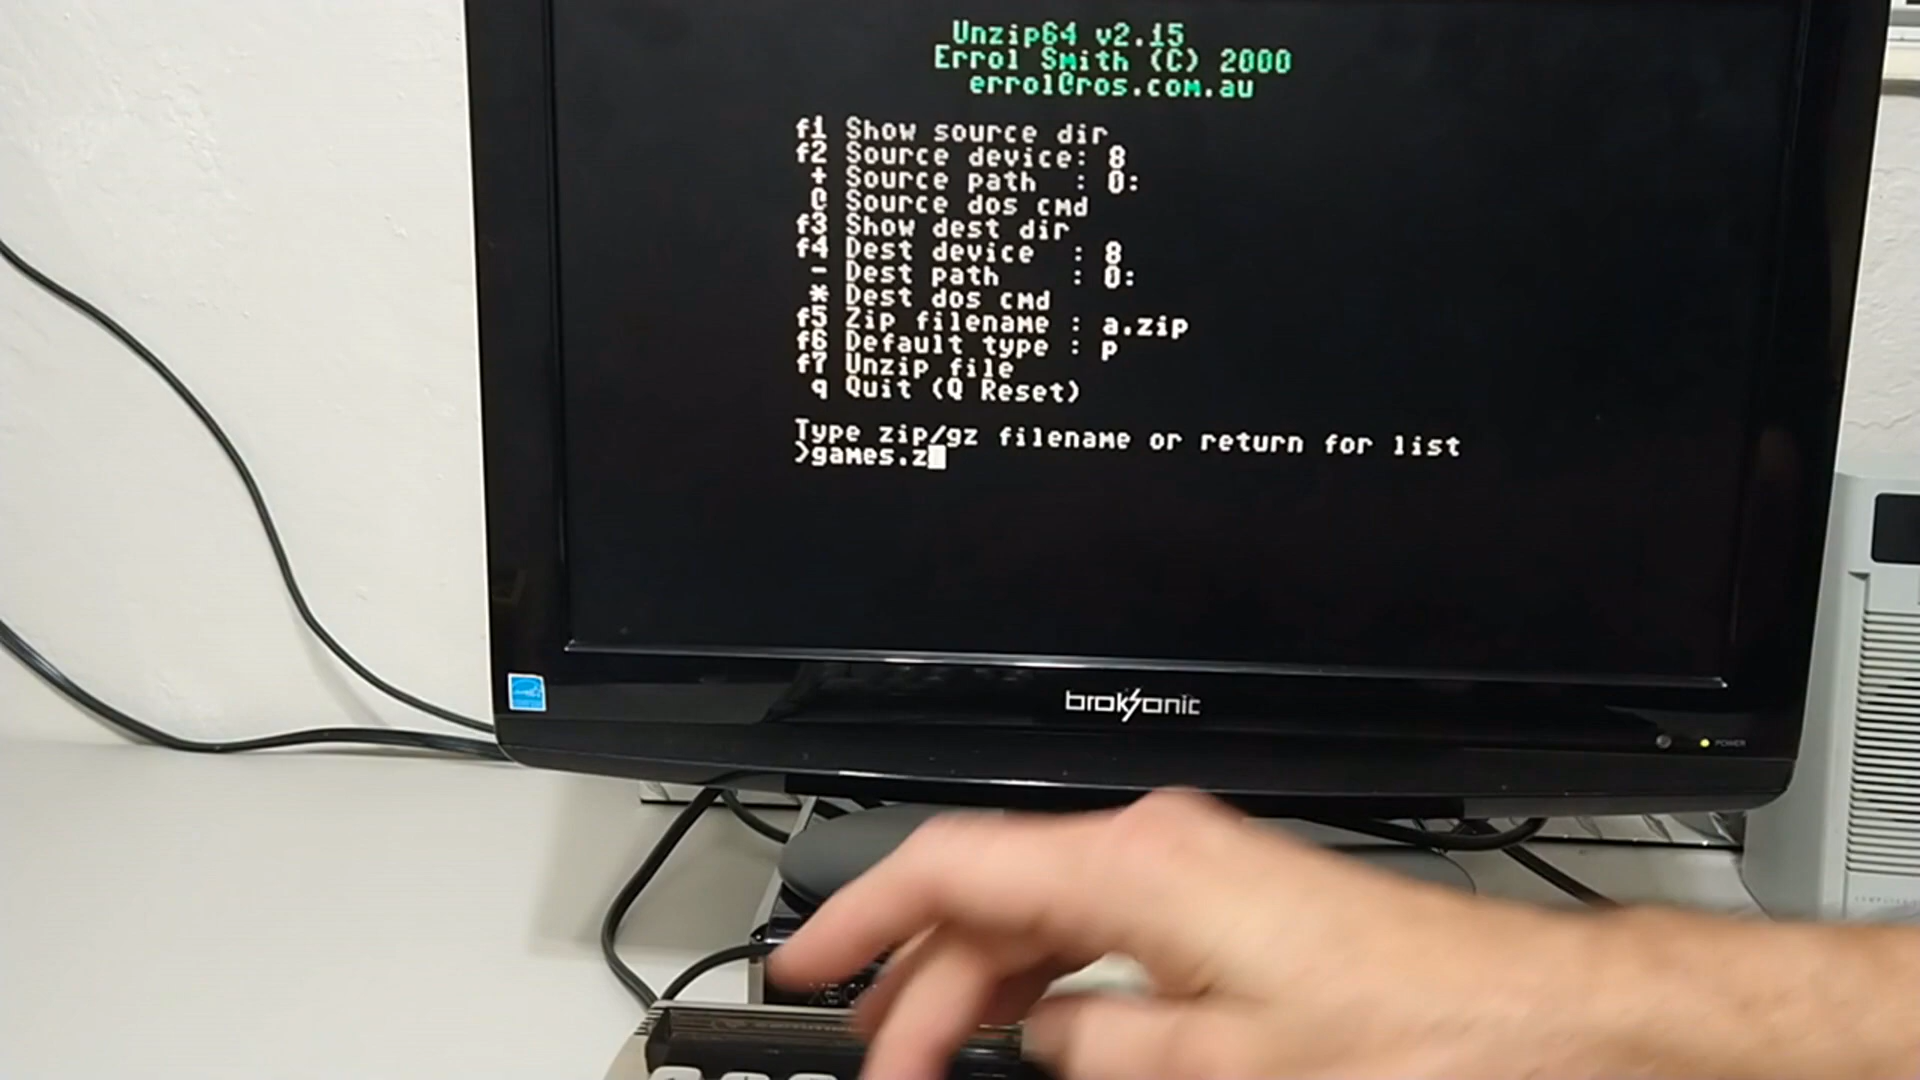 Unzip64 v2.15
Errol Smith (C) 2000
errol@ros.com.au
f1 Show source dir
f2 Source device: 8
+ Source path : 0:
@ Source dos cmd
f3 Show dest dir
f4 Dest device : 8
- Dest path : 0:
* Dest dos cmd
f5 Zip filename : a.zip
f6 Default type : p
f7 Unzip file
q Quit (Q Reset)
Type zip/gz filename or return for list
>games.z
broksonic
POWER